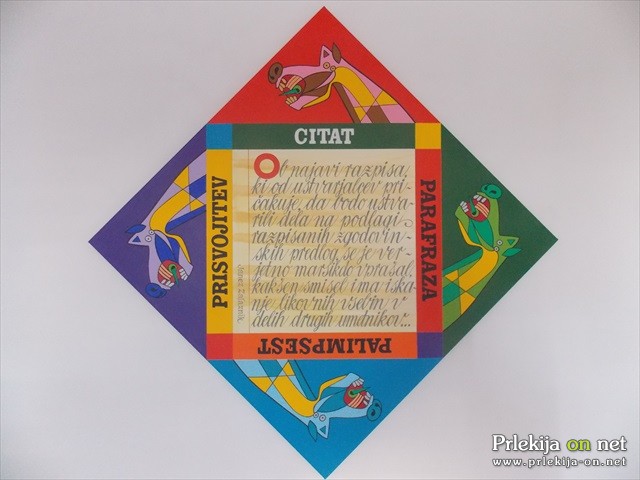 CITAT
Ob najavi razpisa,
ki od ustvarjalcev pri-
čakuje, da bodo ustva-
rili dela na podlagi
razpisanih zgodovin-
skih predlog, se je ver-
jetno marsikdo vprašal,
kakšen smisel ima iska-
nje likovnih vsebin v
delih drugih umetnikov...
PRISVOJITEV
PARAFRAZA
PALIMPSEST
Prlekija on net
www.prlekija-on.net